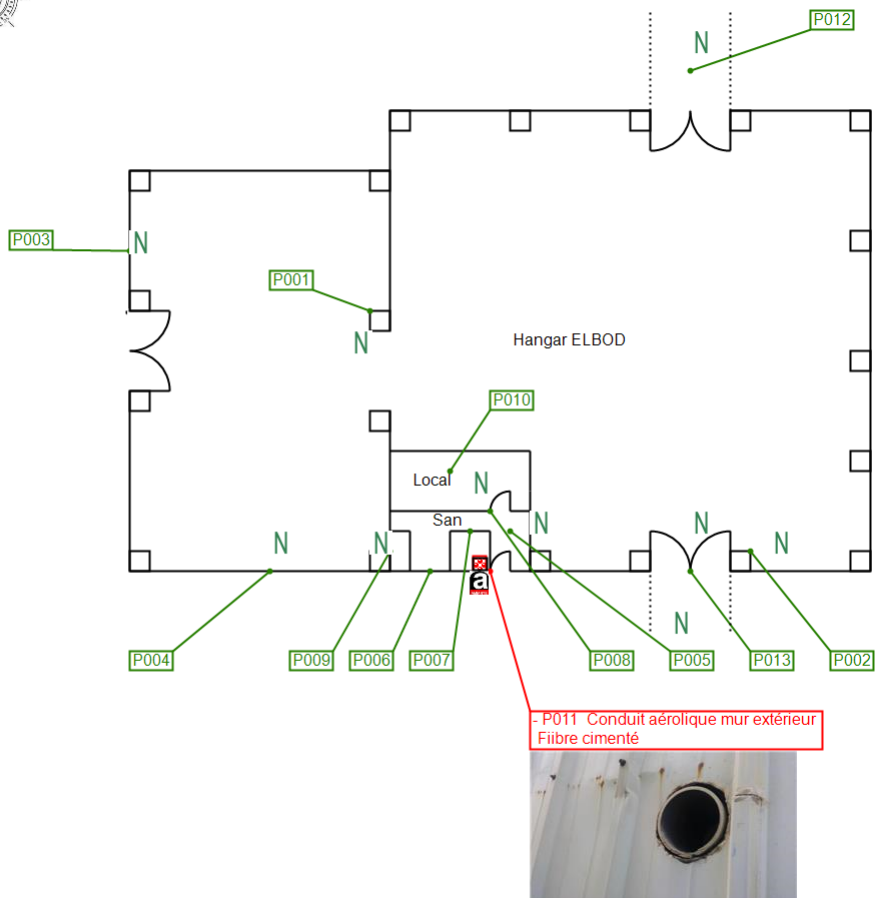 P012
N
P003
N
P001
N
Hangar ELBOD
P010
Local
N
San
N
N
N
N
N
a
N
P004
P009
P006
P007
P008
P005
P013
P002
- P011 Conduit aérolique mur extérieur
Fiibre cimenté